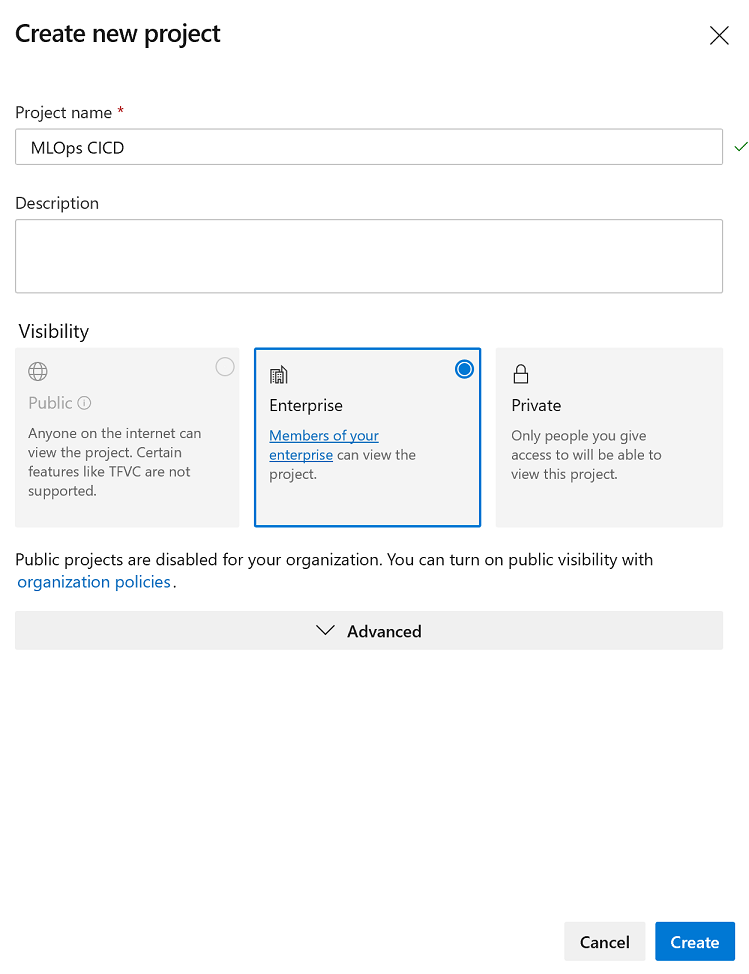 Create new project
Project name *
MLOps CICD
Description
Visibility
Public
Anyone on the internet can
view the project. Certain
features like TFVC are not
supported.
Enterprise
Members of your
enterprise can view the
project.
Private
Only people you give
access to will be able to
view this project.
Public projects are disabled for your organization. You can turn on public visibility with
organization policies.
Advanced
Cancel
Create